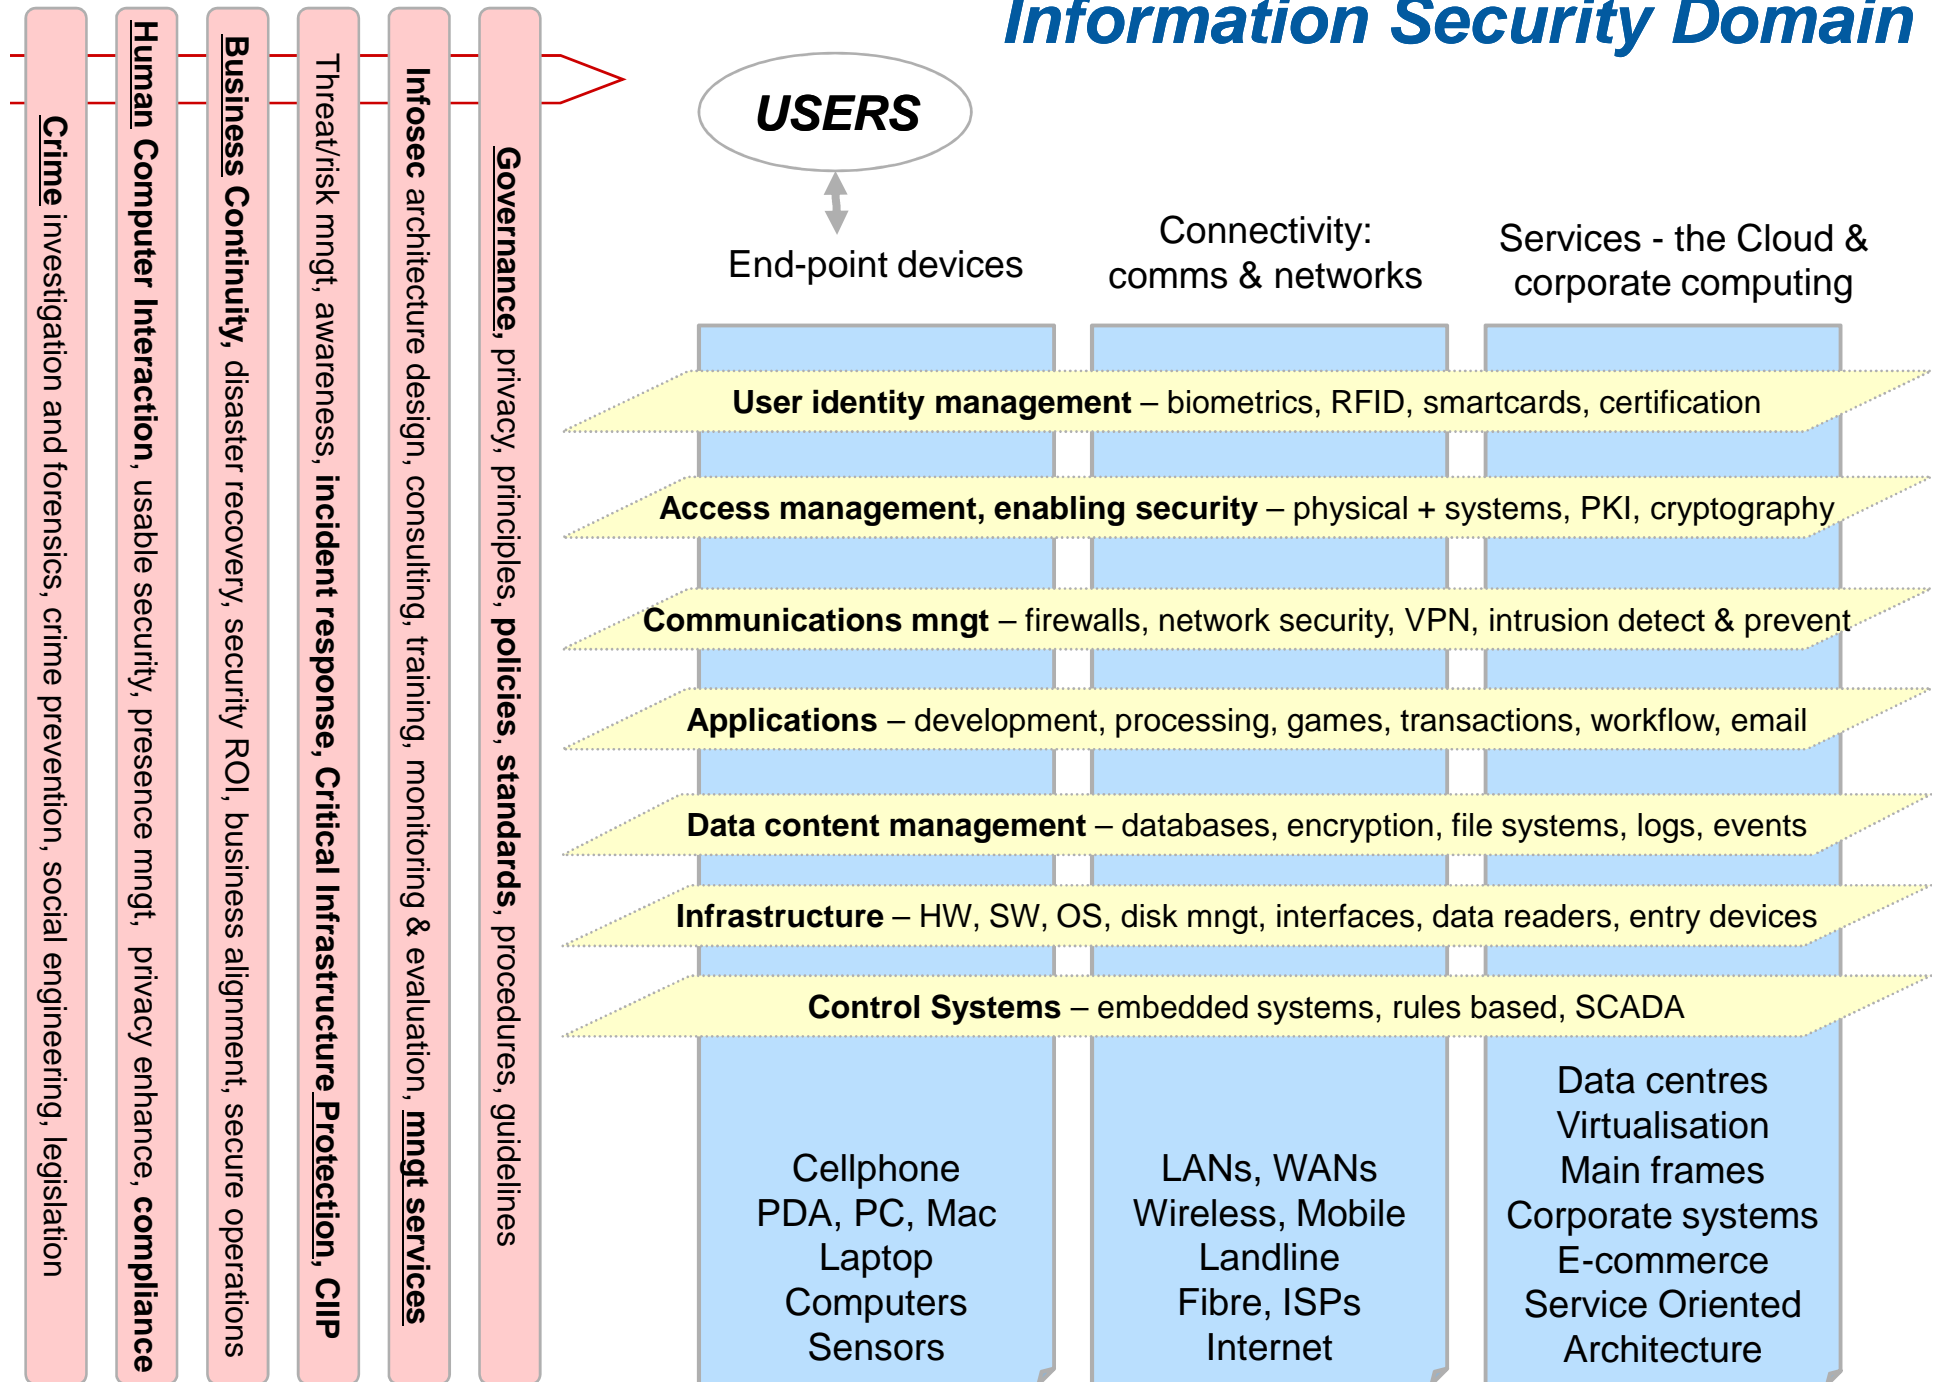 Information Security Domain
Crime investigation and forensics, crime prevention, social engineering, legislation
Human Computer Interaction, usable security, presence mngt, privacy enhance, compliance
Business Continuity, disaster recovery, security ROI, business alignment, secure operations
Threat/risk mngt, awareness, incident response, Critical Infrastructure Protection, CIIP
Infosec architecture design, consulting, training, monitoring & evaluation, mngt services
Governance, privacy, principles, policies, standards, procedures, guidelines
USERS
End-point devices
Connectivity:
comms & networks
Services - the Cloud &
corporate computing
User identity management – biometrics, RFID, smartcards, certification
Access management, enabling security – physical + systems, PKI, cryptography
Communications mngt – firewalls, network security, VPN, intrusion detect & prevent
Applications – development, processing, games, transactions, workflow, email
Data content management – databases, encryption, file systems, logs, events
Infrastructure – HW, SW, OS, disk mngt, interfaces, data readers, entry devices
Control Systems – embedded systems, rules based, SCADA
Cellphone
PDA, PC, Mac
Laptop
Computers
Sensors
LANs, WANs
Wireless, Mobile
Landline
Fibre, ISPs
Internet
Data centres
Virtualisation
Main frames
Corporate systems
E-commerce
Service Oriented
Architecture